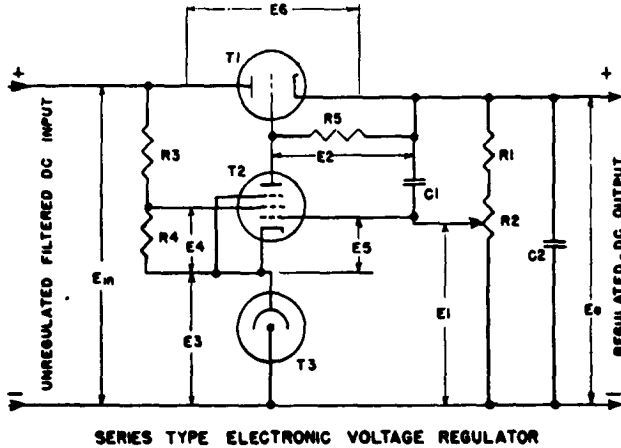 E6
T1
+
+
R5
E2
R3
T2
R1
C1
R2
R4
E4
E5
C2
Ein
E3
E1
Eo
T3
UNREGULATED FILTERED DC INPUT
REGULATED DC OUTPUT
SERIES TYPE ELECTRONIC VOLTAGE REGULATOR